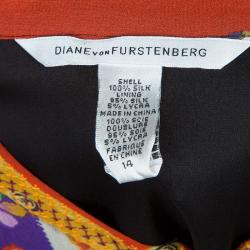 DIANE VON FURSTENBERG
SHELL
100% SILK
LINING
95% SILK
5% LYCRA
MADE IN CHINA
100% SOIE
DOUBLURE
95% SOIE
5% LYCRA
FABRIQUE
EN CHINE
14